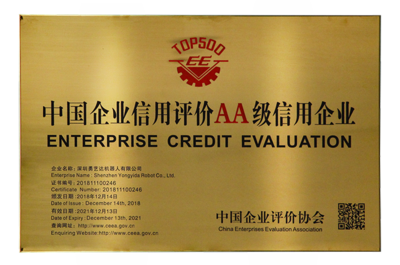 TOP500
EE
中国企业信用评价AA级信用企业
ENTERPRISE CREDIT EVALUATION
企业名称：深圳勇艺达机器人有限公司
Enterprise Name : Shenzhen Yongyida Robot Co., Ltd.
证书编号：201811100246
Certificate Number: 201811100246
颁发日期：2018年12月14日
Date of Issue : December 14th, 2018
有效日期：2021年12月13日
Date of Expiry : December 13th, 2021
查询网址：http://www.ceea.gov.cn
Enquiring Website:http://www.ceea.gov.cn
中国企业评价协会
China Enterprises Evaluation Association